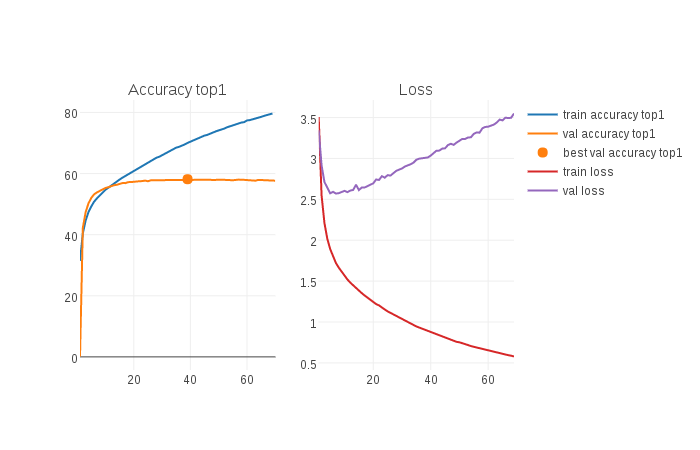 Accuracy top1
Loss
80
60
40
20
0
20
40
60
3.5
3
2.5
2
1.5
1
0.5
20
40
60
train accuracy top1
val accuracy top1
best val accuracy top1
train loss
val loss